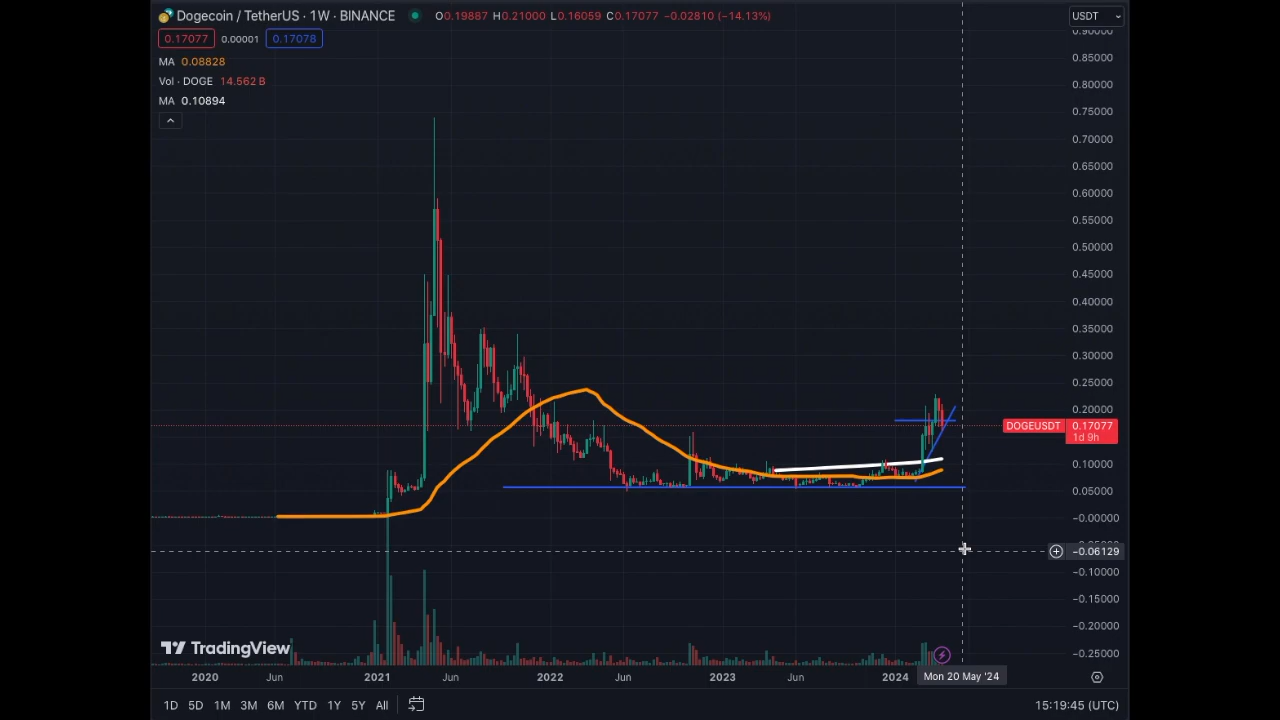 Dogecoin / TetherUS · 1W · BINANCE O0.19887 H0.21000 L0.16059 C0.17077 −0.02810 (−14.13%) USDT
0.17077 0.00001 0.17078
MA 0.08828
Vol · DOGE 14.562 B
MA 0.10894
0.90000
0.85000
0.80000
0.75000
0.70000
0.65000
0.60000
0.55000
0.50000
0.45000
0.40000
0.35000
0.30000
0.25000
0.20000
DOGEUSDT 0.17077
1d 9h
0.10000
0.05000
−0.00000
−0.06129
−0.10000
−0.15000
−0.20000
−0.25000
TradingView
2020 Jun 2021 Jun 2022 Jun 2023 Jun 2024 Mon 20 May '24
1D 5D 1M 3M 6M YTD 1Y 5Y All 15:19:45 (UTC)